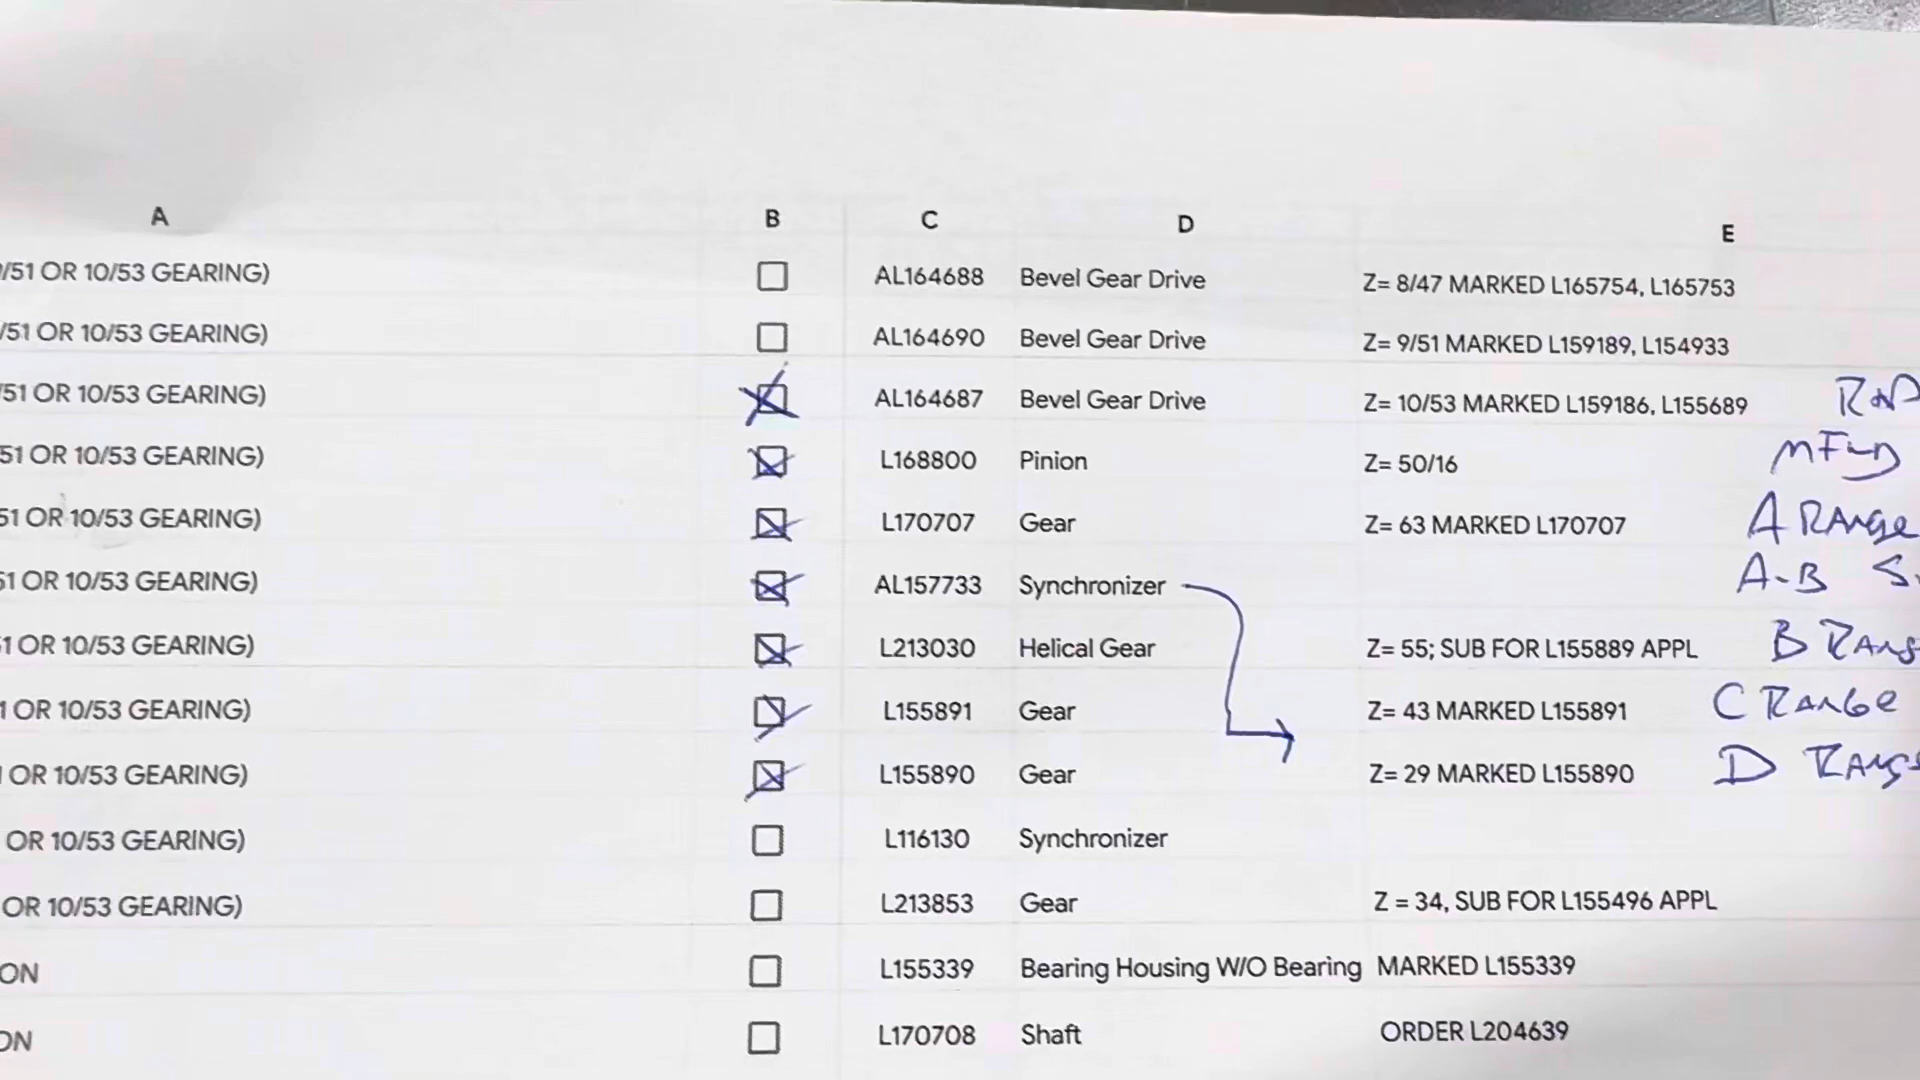 A B C D E
/51 OR 10/53 GEARING) AL164688 Bevel Gear Drive Z= 8/47 MARKED L165754, L165753
/51 OR 10/53 GEARING) AL164690 Bevel Gear Drive Z= 9/51 MARKED L159189, L154933
/51 OR 10/53 GEARING) AL164687 Bevel Gear Drive Z= 10/53 MARKED L159186, L155689
51 OR 10/53 GEARING) L168800 Pinion Z= 50/16 MFWD
51 OR 10/53 GEARING) L170707 Gear Z= 63 MARKED L170707 A RANGE
51 OR 10/53 GEARING) AL157733 Synchronizer A-B
1 OR 10/53 GEARING) L213030 Helical Gear Z= 55; SUB FOR L155889 APPL B RANG
1 OR 10/53 GEARING) L155891 Gear Z= 43 MARKED L155891 C RANGE
OR 10/53 GEARING) L155890 Gear Z= 29 MARKED L155890 D RANG
OR 10/53 GEARING) L116130 Synchronizer
OR 10/53 GEARING) L213853 Gear Z = 34, SUB FOR L155496 APPL
ON L155339 Bearing Housing W/O Bearing MARKED L155339
ON L170708 Shaft ORDER L204639